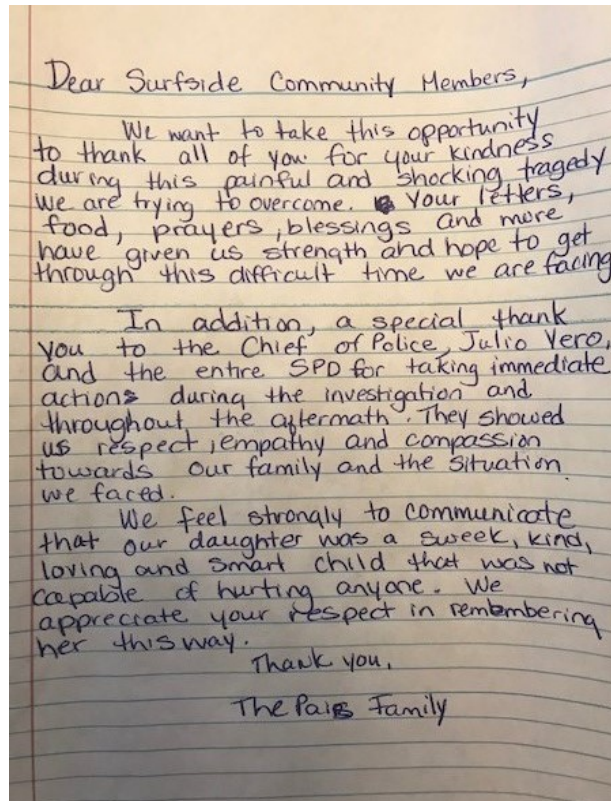 Dear Surfside Community Members,
We want to take this opportunity
to thank all of you for your kindness
during this painful and shocking tragedy
we are trying to overcome. Your letters,
food, prayers, blessings and more
have given us strength and hope to get
through this difficult time we are facing
In addition, a special thank
you to the Chief of Police, Julio Yero,
and the entire SPD for taking immediate
actions during the investigation and
throughout the aftermath. They showed
us respect, empathy and compassion
towards our family and the situation
we faced.
We feel strongly to communicate
that our daughter was a sweek, kind,
loving and smart child that was not
capable of hurting anyone. We
appreciate your respect in remembering
her this way.
Thank you,
The Family